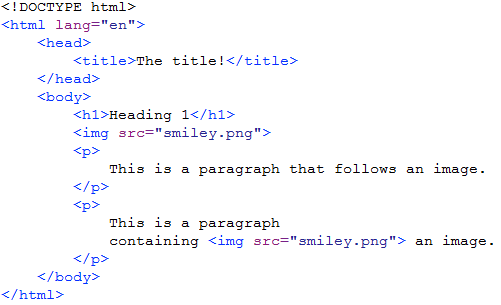 <!DOCTYPE html>
<html lang="en">
    <head>
        <title>The title!</title>
    </head>
    <body>
        <h1>Heading 1</h1>
        <img src="smiley.png">
        <p>
            This is a paragraph that follows an image.
        </p>
        <p>
            This is a paragraph
            containing <img src="smiley.png"> an image.
        </p>
    </body>
</html>